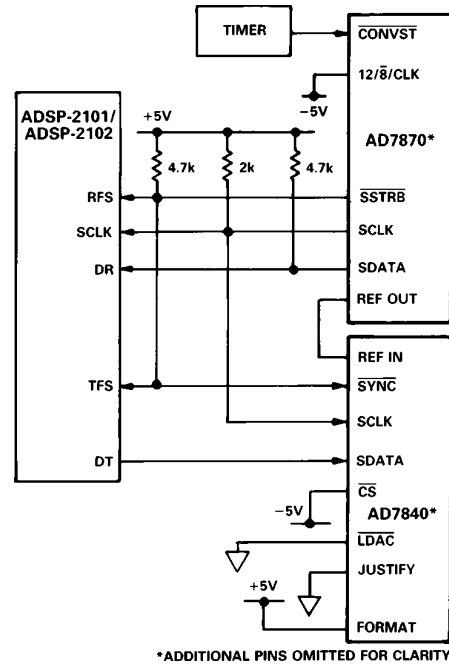 TIMER
CONVST
12/8/CLK
-5V
AD7870*
ADSP-2101/
ADSP-2102
+5V
4.7k
2k
4.7k
RFS
SSTRB
SCLK
SCLK
DR
SDATA
REF OUT
REF IN
TFS
SYNC
SCLK
DT
SDATA
CS
-5V
AD7840*
LDAC
JUSTIFY
+5V
FORMAT
*ADDITIONAL PINS OMITTED FOR CLARITY